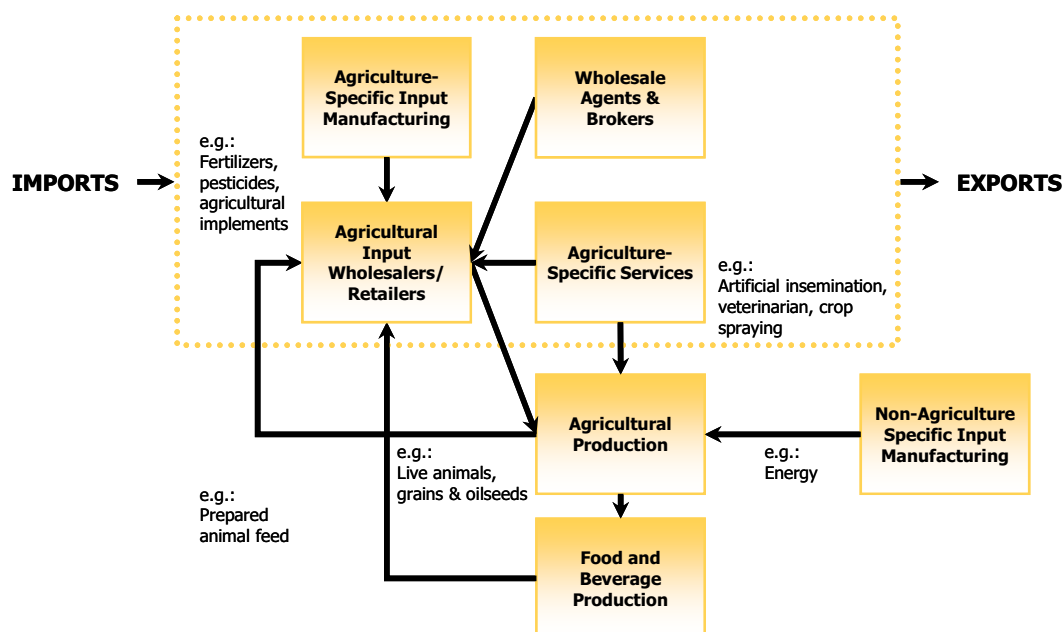 Agriculture-
Specific Input
Manufacturing
Wholesale
Agents &
Brokers
e.g.:
Fertilizers,
pesticides,
agricultural
implements
IMPORTS
EXPORTS
Agricultural
Input
Wholesalers/
Retailers
Agriculture-
Specific Services
e.g.:
Artificial insemination,
veterinarian, crop
spraying
Agricultural
Production
Non-Agriculture
Specific Input
Manufacturing
e.g.:
Live animals,
grains & oilseeds
e.g.:
Energy
e.g.:
Prepared
animal feed
Food and
Beverage
Production